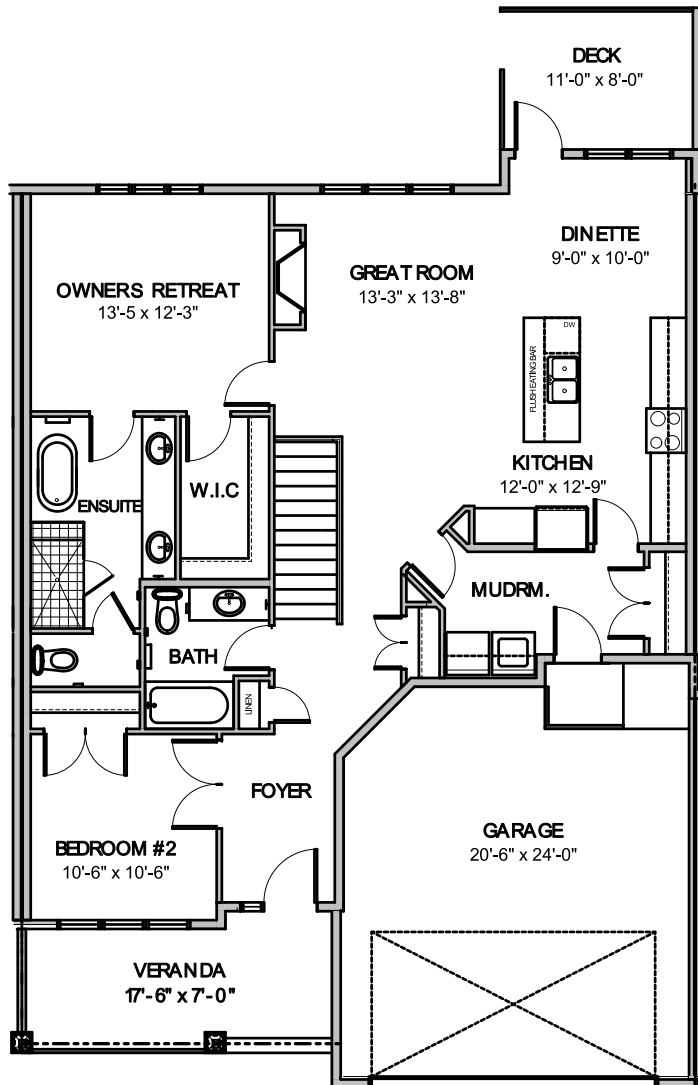 DECK
11'-0" x 8'-0"
DINETTE
9'-0" x 10'-0"
GREAT ROOM
13'-3" x 13'-8"
OWNERS RETREAT
13'-5 x 12'-3"
DW
FLUSH EATING BAR
KITCHEN
12'-0" x 12'-9"
W.I.C
ENSUITE
MUDRM.
BATH
LINEN
FOYER
GARAGE
20'-6" x 24'-0"
BEDROOM #2
10'-6" x 10'-6"
VERANDA
17'-6" x 7'-0"